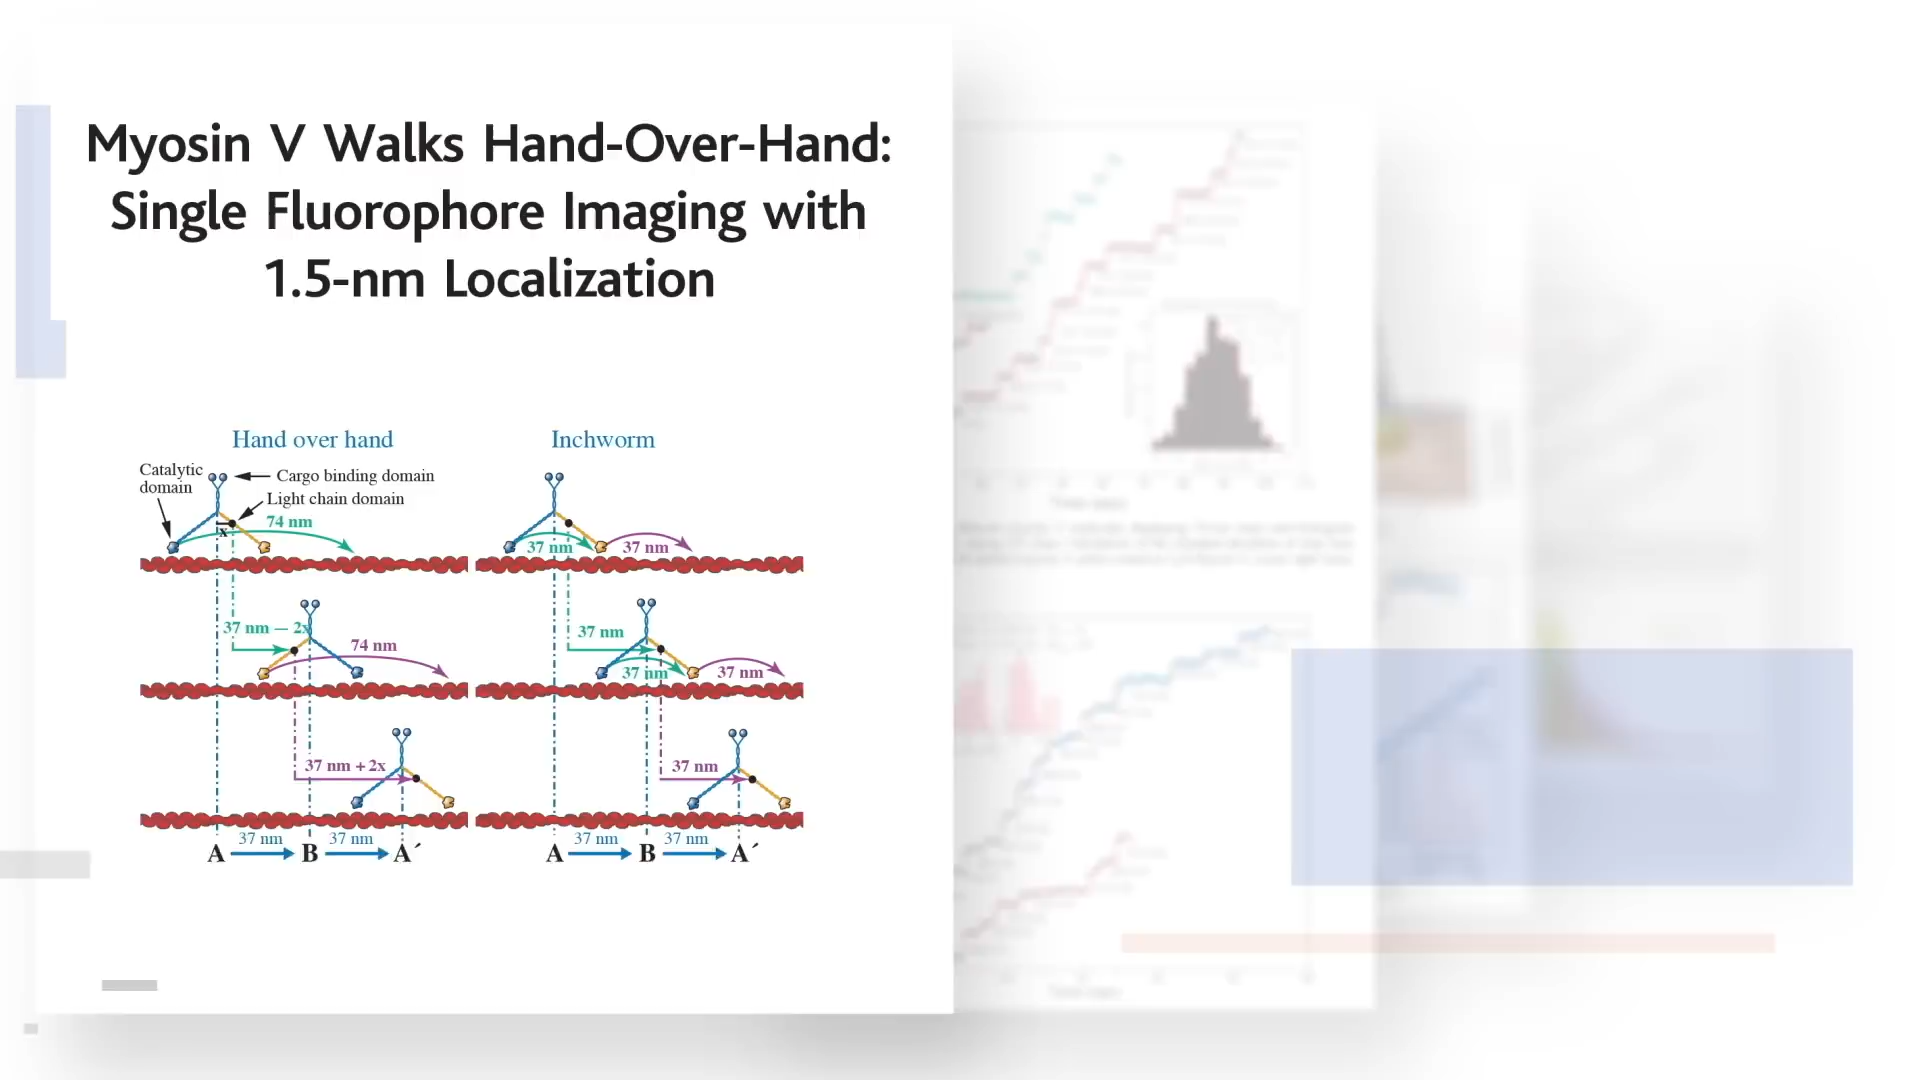 Myosin V Walks Hand-Over-Hand:
Single Fluorophore Imaging with
1.5-nm Localization
Hand over hand
Inchworm
Catalytic
domain
Cargo binding domain
Light chain domain
x
74 nm
37 nm
37 nm
37 nm — 2x
74 nm
37 nm
37 nm
37 nm
37 nm + 2x
37 nm
37 nm
37 nm
37 nm
37 nm
A
B
A´
A
B
A´